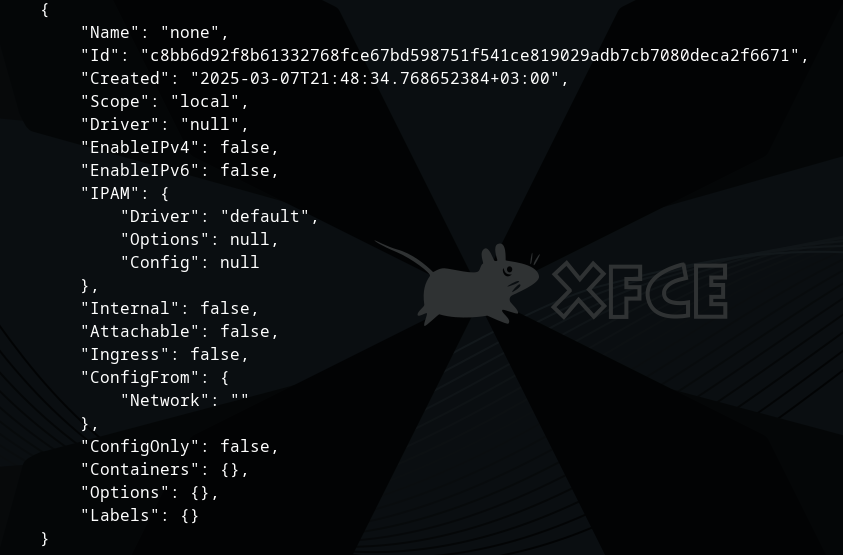 {
    "Name": "none",
    "Id": "c8bb6d92f8b61332768fce67bd598751f541ce819029adb7cb7080deca2f6671",
    "Created": "2025-03-07T21:48:34.768652384+03:00",
    "Scope": "local",
    "Driver": "null",
    "EnableIPv4": false,
    "EnableIPv6": false,
    "IPAM": {
        "Driver": "default",
        "Options": null,
        "Config": null
    },
    "Internal": false,
    "Attachable": false,
    "Ingress": false,
    "ConfigFrom": {
        "Network": ""
    },
    "ConfigOnly": false,
    "Containers": {},
    "Options": {},
    "Labels": {}
}
XFCE